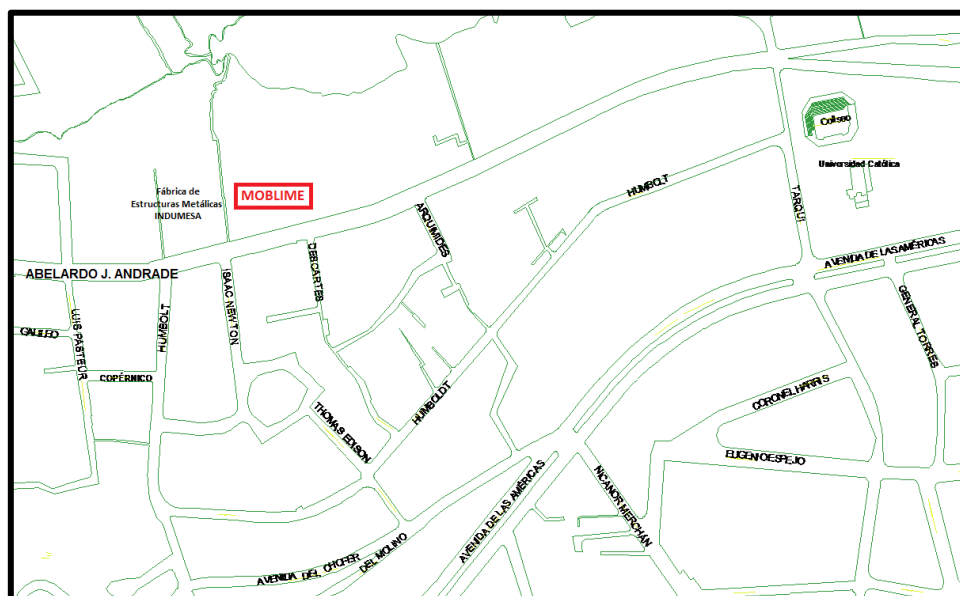 Coliseo
Universidad Católica
Fábrica de
Estructuras Metálicas
INDUMESA
MOBLIME
HUMBOLT
TARQUI
ARQUIMIDES
AVENIDA DE LAS AMÉRICAS
ABELARDO J. ANDRADE
DESCARTES
ISAAC NEWTON
GENERAL TORRES
LUIS PASTEUR
HUMBOLT
GALILEO
COPÉRNICO
HUMBOLDT
CORONEL HARRIS
THOMAS EDISON
EUGENIO ESPEJO
AVENIDA DE LAS AMÉRICAS
NICANOR MERCHÁN
AVENIDA DEL CHOFER
DEL MOLINO